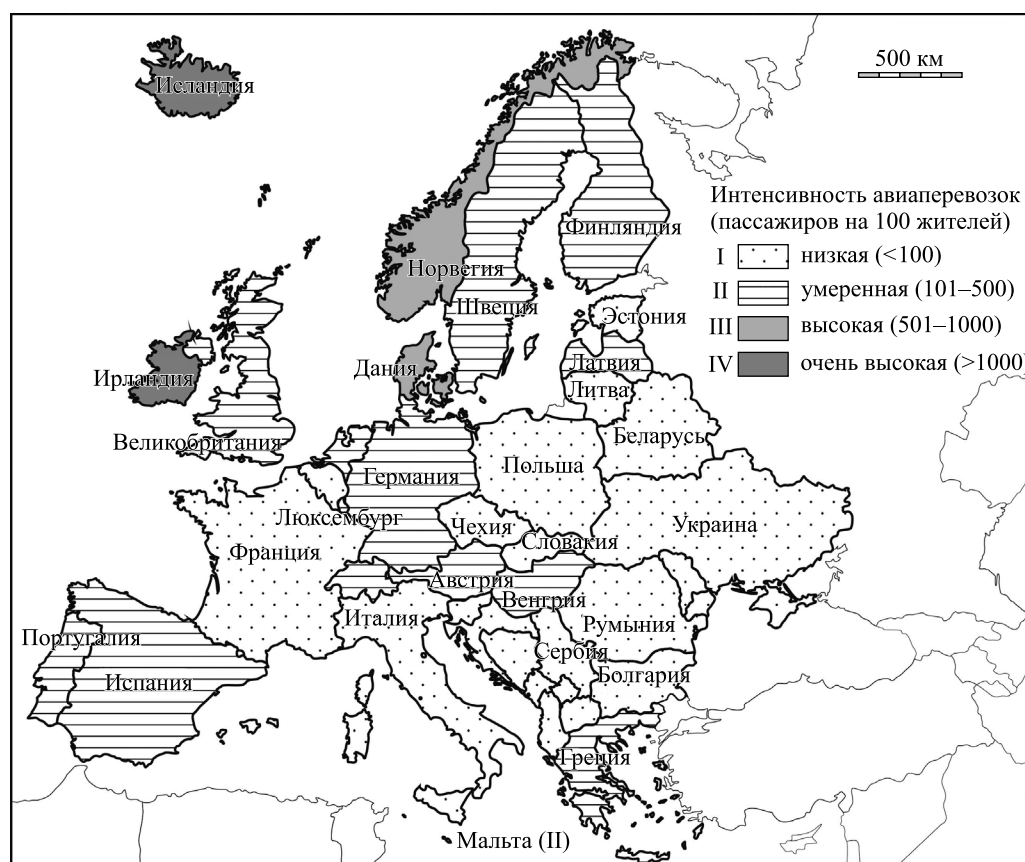 500 км
Исландия
Интенсивность авиаперевозок
(пассажиров на 100 жителей)
I низкая (<100)
II умеренная (101–500)
III высокая (501–1000)
IV очень высокая (>1000)
Финляндия
Норвегия
Швеция
Эстония
Дания
Латвия
Ирландия
Литва
Великобритания
Беларусь
Польша
Германия
Люксембург
Чехия
Украина
Словакия
Франция
Австрия
Венгрия
Италия
Румыния
Португалия
Сербия
Болгария
Испания
Греция
Мальта (II)